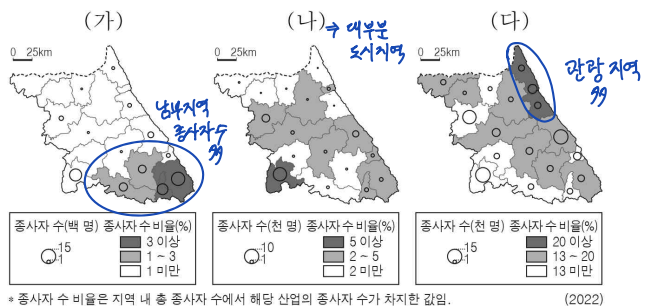 (가) (나) (다)
⇒ 대부분
도시지역
0 25km 0 25km 0 25km
남부지역
종사자수
관광 지역
종사자 수(백 명) 종사자 수 비율(%) 종사자 수(천 명) 종사자 수 비율(%) 종사자 수(천 명) 종사자 수 비율(%)
15 3 이상 10 5 이상 15 20 이상
1 1 ~ 3 1 2 ~ 5 1 13 ~ 20
1 미만 2 미만 13 미만
* 종사자 수 비율은 지역 내 총 종사자 수에서 해당 산업의 종사자 수가 차지한 값임. (2022)